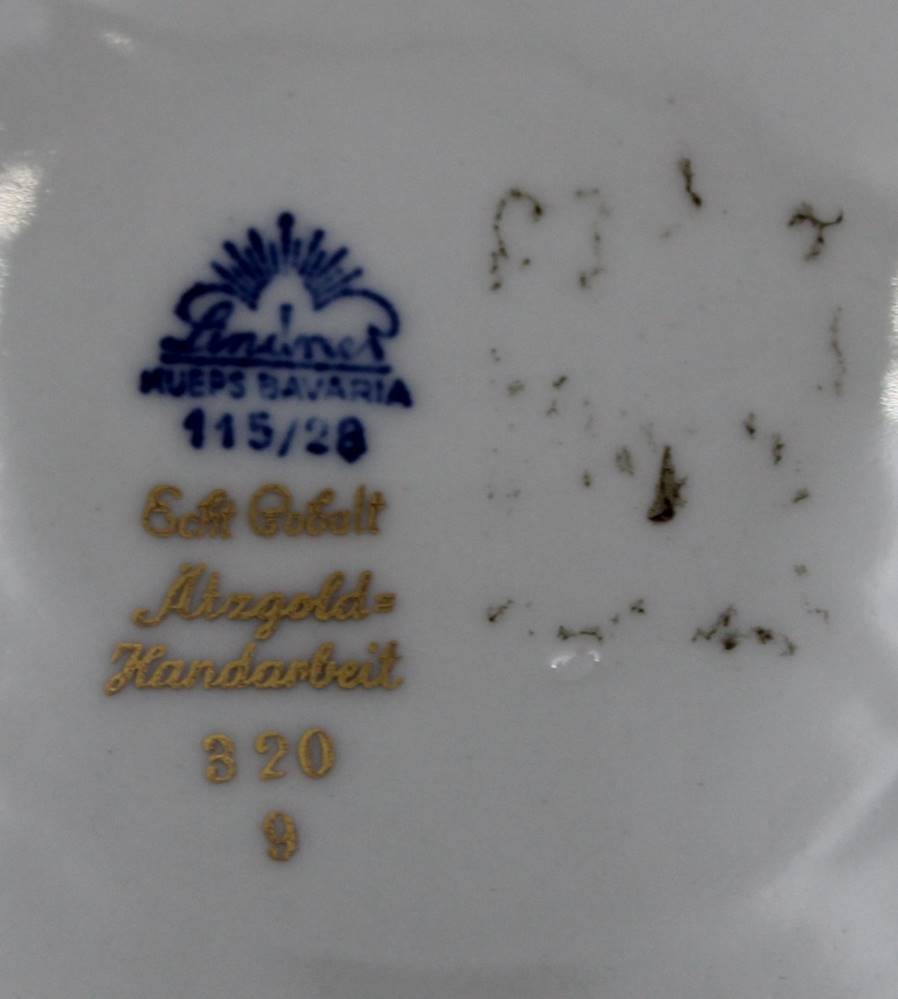 Lindner
KUEPS BAVARIA
115/28
Echt Cobalt
Ätzgold=
Handarbeit
320
9